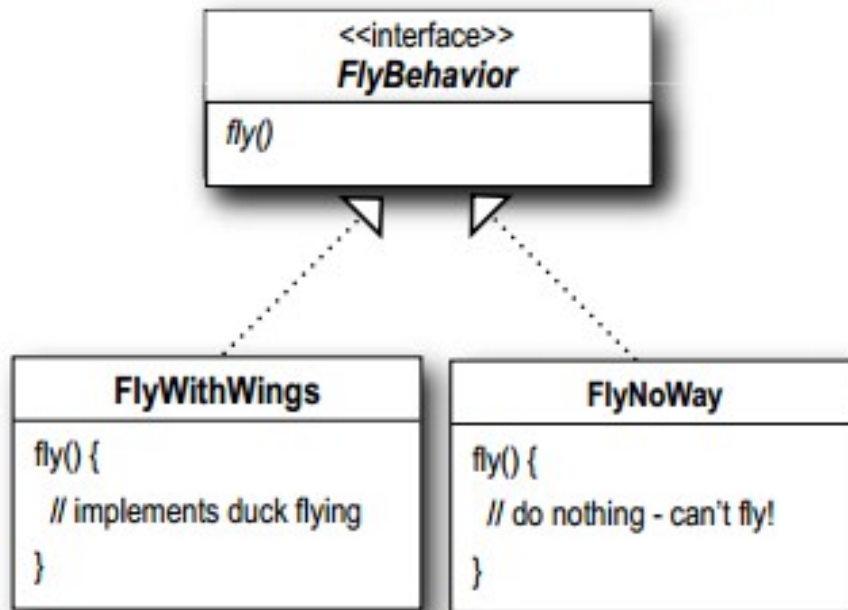 <<interface>>
FlyBehavior
fly()
FlyWithWings
fly() {
// implements duck flying
}
FlyNoWay
fly() {
// do nothing - can't fly!
}